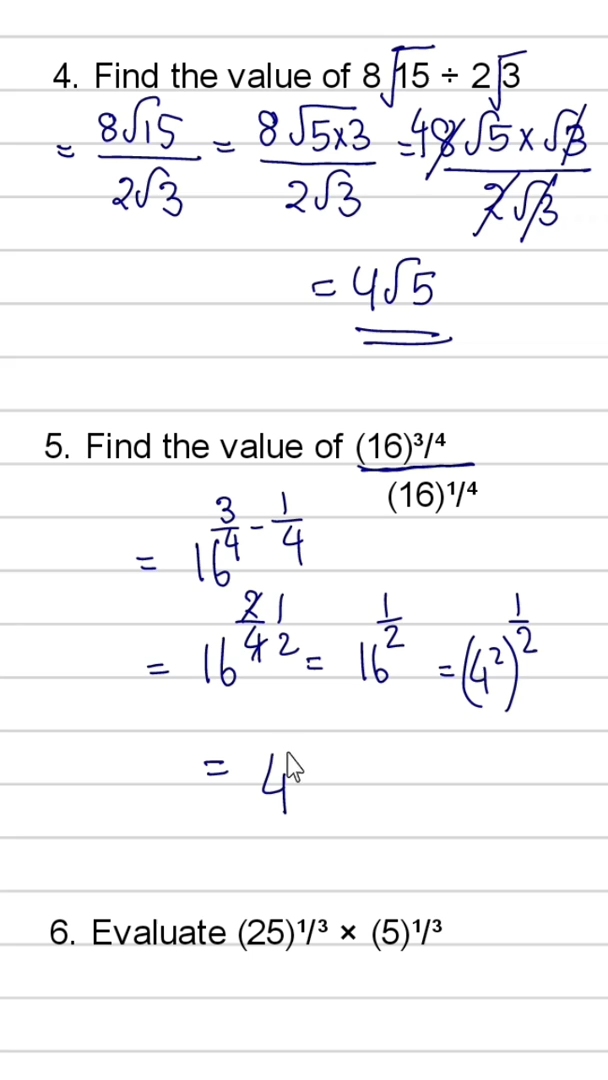 4. Find the value of 8√15 ÷ 2√3
= 8√15 / 2√3 = 8√5×3 / 2√3 = 4 8√5 × √3 / 2√3
= 4√5
5. Find the value of (16)³/⁴
(16)¹/⁴
= 16^(3/4 - 1/4)
= 16^(2/4) 1/2 = 16^(1/2) = (4²)^(1/2)
= 4
6. Evaluate (25)¹/³ × (5)¹/³